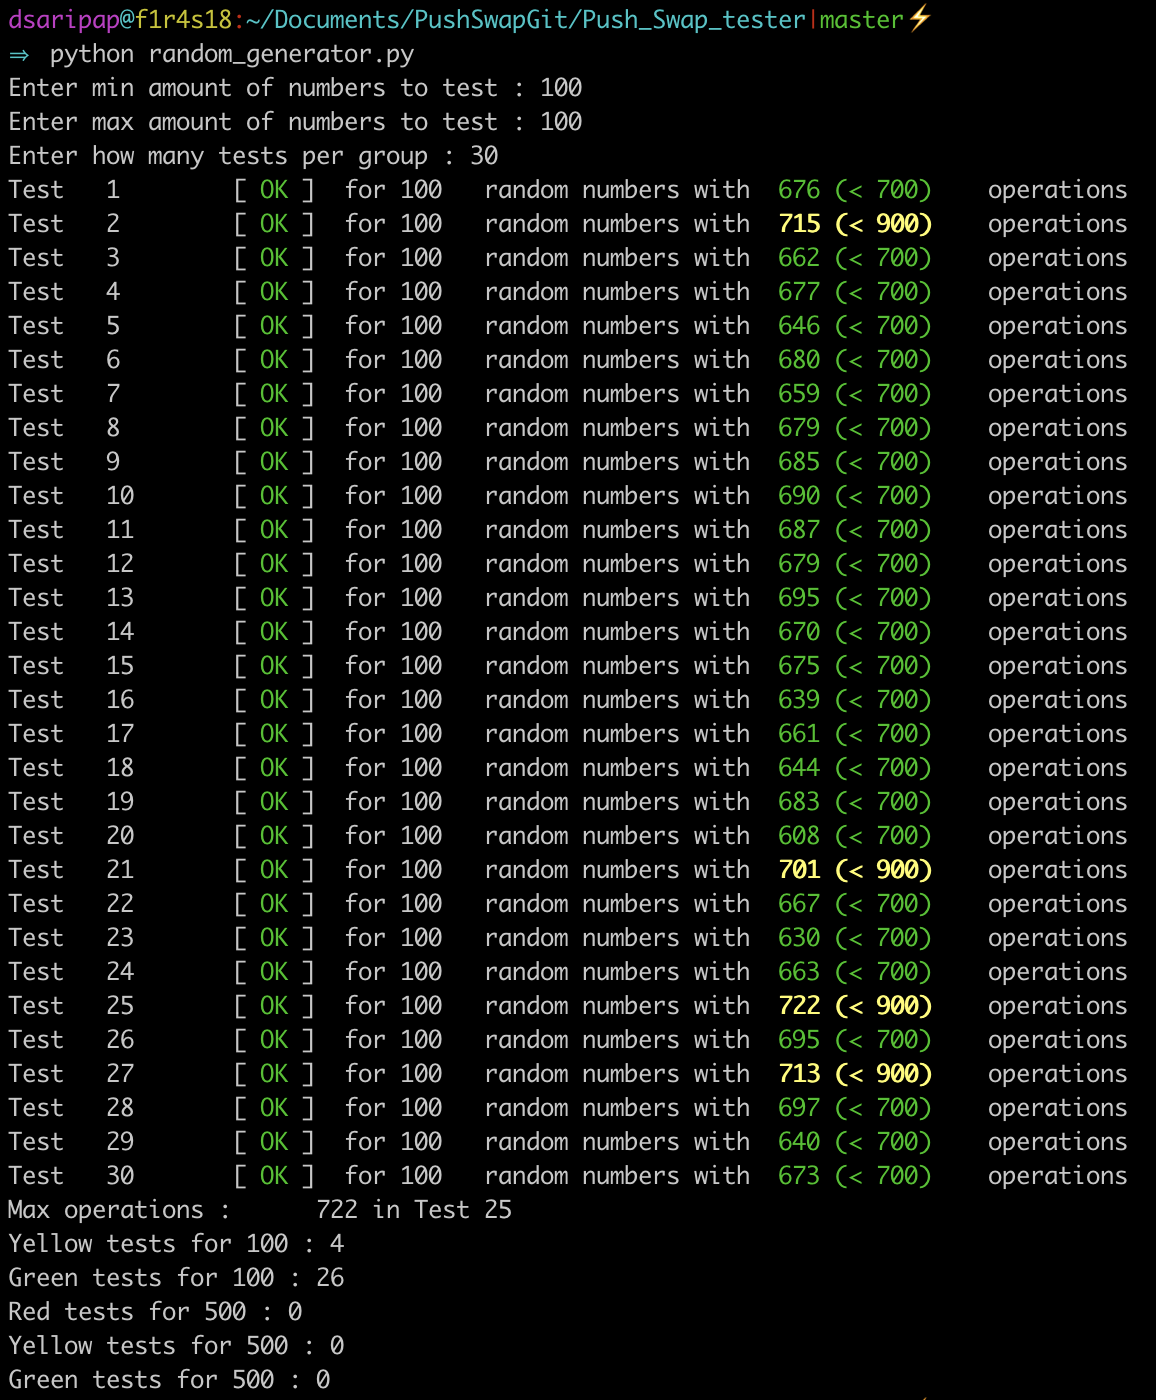 dsaripap@f1r4s18:~/Documents/PushSwapGit/Push_Swap_tester|master⚡
⇒ python random_generator.py
Enter min amount of numbers to test : 100
Enter max amount of numbers to test : 100
Enter how many tests per group : 30
Test 1 [ OK ] for 100 random numbers with 676 (< 700) operations
Test 2 [ OK ] for 100 random numbers with 715 (< 900) operations
Test 3 [ OK ] for 100 random numbers with 662 (< 700) operations
Test 4 [ OK ] for 100 random numbers with 677 (< 700) operations
Test 5 [ OK ] for 100 random numbers with 646 (< 700) operations
Test 6 [ OK ] for 100 random numbers with 680 (< 700) operations
Test 7 [ OK ] for 100 random numbers with 659 (< 700) operations
Test 8 [ OK ] for 100 random numbers with 679 (< 700) operations
Test 9 [ OK ] for 100 random numbers with 685 (< 700) operations
Test 10 [ OK ] for 100 random numbers with 690 (< 700) operations
Test 11 [ OK ] for 100 random numbers with 687 (< 700) operations
Test 12 [ OK ] for 100 random numbers with 679 (< 700) operations
Test 13 [ OK ] for 100 random numbers with 695 (< 700) operations
Test 14 [ OK ] for 100 random numbers with 670 (< 700) operations
Test 15 [ OK ] for 100 random numbers with 675 (< 700) operations
Test 16 [ OK ] for 100 random numbers with 639 (< 700) operations
Test 17 [ OK ] for 100 random numbers with 661 (< 700) operations
Test 18 [ OK ] for 100 random numbers with 644 (< 700) operations
Test 19 [ OK ] for 100 random numbers with 683 (< 700) operations
Test 20 [ OK ] for 100 random numbers with 608 (< 700) operations
Test 21 [ OK ] for 100 random numbers with 701 (< 900) operations
Test 22 [ OK ] for 100 random numbers with 667 (< 700) operations
Test 23 [ OK ] for 100 random numbers with 630 (< 700) operations
Test 24 [ OK ] for 100 random numbers with 663 (< 700) operations
Test 25 [ OK ] for 100 random numbers with 722 (< 900) operations
Test 26 [ OK ] for 100 random numbers with 695 (< 700) operations
Test 27 [ OK ] for 100 random numbers with 713 (< 900) operations
Test 28 [ OK ] for 100 random numbers with 697 (< 700) operations
Test 29 [ OK ] for 100 random numbers with 640 (< 700) operations
Test 30 [ OK ] for 100 random numbers with 673 (< 700) operations
Max operations : 722 in Test 25
Yellow tests for 100 : 4
Green tests for 100 : 26
Red tests for 500 : 0
Yellow tests for 500 : 0
Green tests for 500 : 0